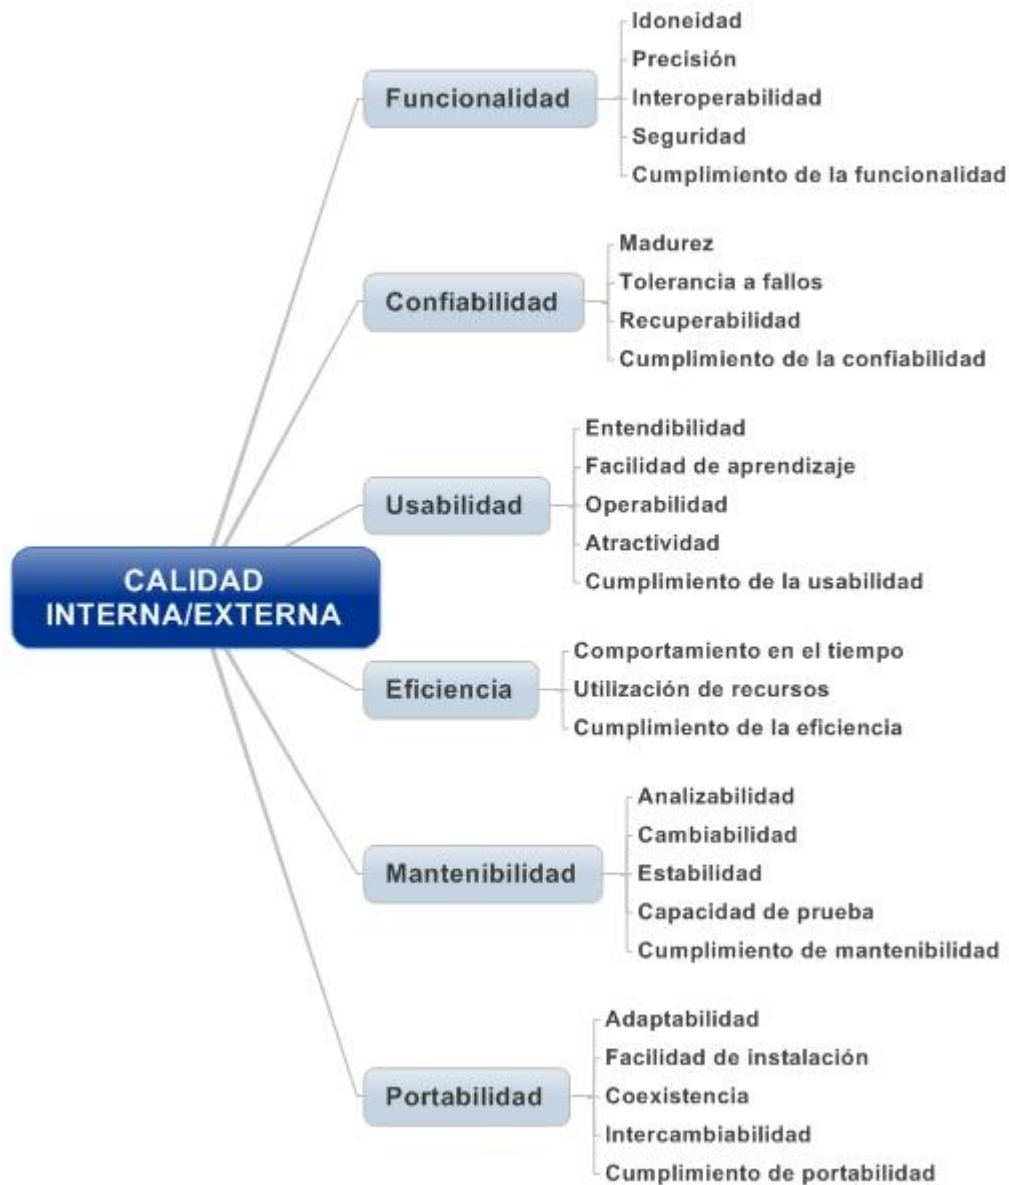 CALIDAD
INTERNA/EXTERNA
Funcionalidad
Idoneidad
Precisión
Interoperabilidad
Seguridad
Cumplimiento de la funcionalidad
Confiabilidad
Madurez
Tolerancia a fallos
Recuperabilidad
Cumplimiento de la confiabilidad
Usabilidad
Entendibilidad
Facilidad de aprendizaje
Operabilidad
Atractividad
Cumplimiento de la usabilidad
Eficiencia
Comportamiento en el tiempo
Utilización de recursos
Cumplimiento de la eficiencia
Mantenibilidad
Analizabilidad
Cambiabilidad
Estabilidad
Capacidad de prueba
Cumplimiento de mantenibilidad
Portabilidad
Adaptabilidad
Facilidad de instalación
Coexistencia
Intercambiabilidad
Cumplimiento de portabilidad